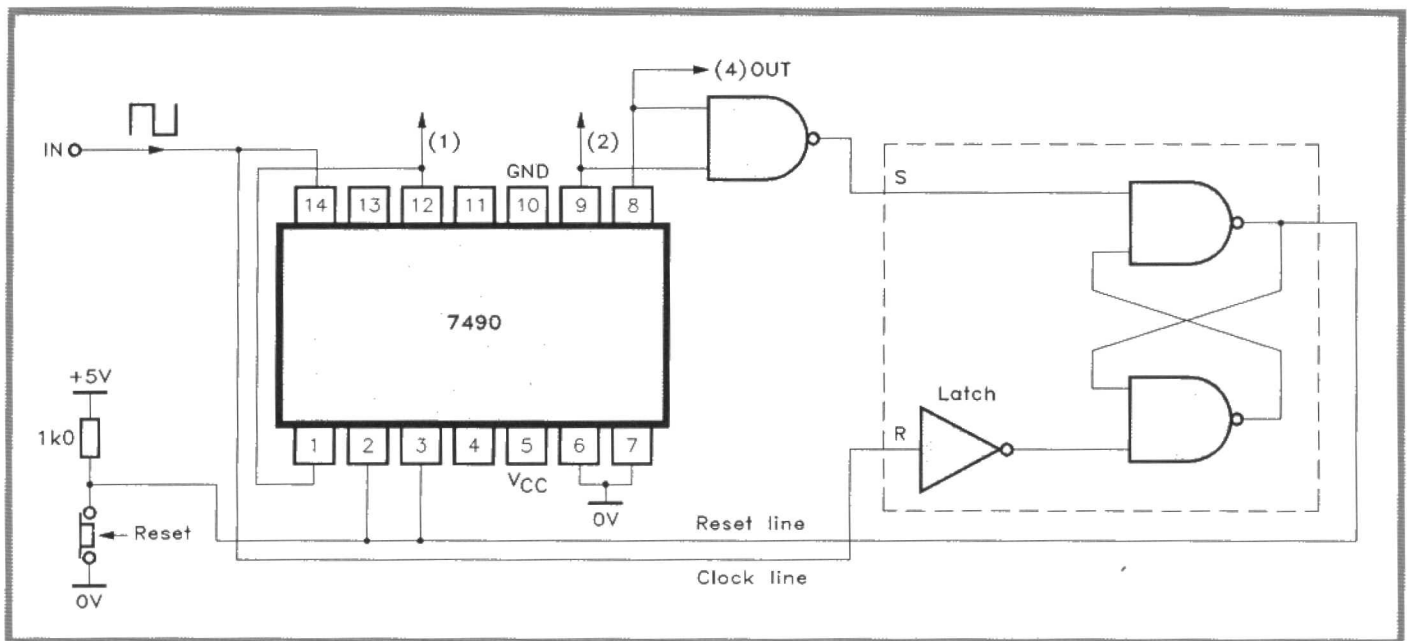 (4) OUT
IN
(1)
(2)
GND
S
14 13 12 11 10 9 8
7490
+5V
1k0
Latch
R
1 2 3 4 5 6 7
VCC
0V
Reset line
Reset
Clock line
0V